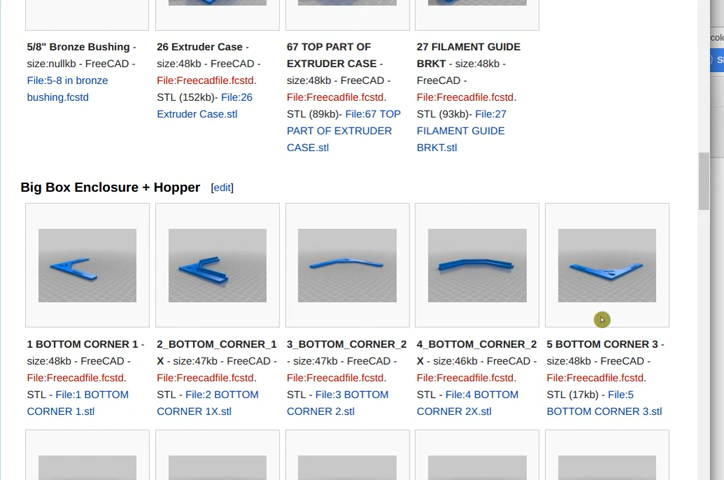 5/8" Bronze Bushing -
size:nullkb - FreeCAD -
File:5-8 in bronze
bushing.fcstd
26 Extruder Case -
size:48kb - FreeCAD -
File:Freecadfile.fcstd.
STL (152kb)- File:26
Extruder Case.stl
67 TOP PART OF
EXTRUDER CASE -
size:48kb - FreeCAD -
File:Freecadfile.fcstd.
STL (89kb)- File:67 TOP
PART OF EXTRUDER
CASE.stl
27 FILAMENT GUIDE
BRKT - size:48kb -
FreeCAD -
File:Freecadfile.fcstd.
STL (93kb)- File:27
FILAMENT GUIDE
BRKT.stl
Big Box Enclosure + Hopper [edit]
1 BOTTOM CORNER 1 -
size:48kb - FreeCAD -
File:Freecadfile.fcstd.
STL - File:1 BOTTOM
CORNER 1.stl
2_BOTTOM_CORNER_1
X - size:47kb - FreeCAD -
File:Freecadfile.fcstd.
STL - File:2 BOTTOM
CORNER 1X.stl
3_BOTTOM_CORNER_2
- size:47kb - FreeCAD -
File:Freecadfile.fcstd.
STL - File:3 BOTTOM
CORNER 2.stl
4_BOTTOM_CORNER_2
X - size:46kb - FreeCAD -
File:Freecadfile.fcstd.
STL - File:4 BOTTOM
CORNER 2X.stl
5 BOTTOM CORNER 3 -
size:48kb - FreeCAD -
File:Freecadfile.fcstd.
STL (17kb) - File:5
BOTTOM CORNER 3.stl